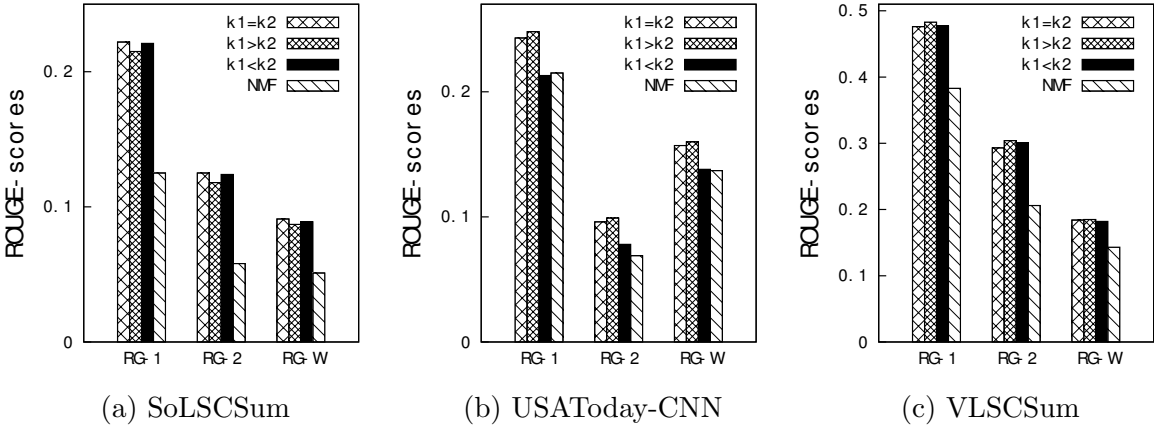 ROUGE-scores
0.2
0.1
0
k1=k2
k1>k2
k1<k2
NMF
RG-1 RG-2 RG-W
(a) SoLSCSum
ROUGE-scores
0.2
0.1
0
k1=k2
k1>k2
k1<k2
NMF
RG-1 RG-2 RG-W
(b) USAToday-CNN
ROUGE-scores
0.5
0.4
0.3
0.2
0.1
0
k1=k2
k1>k2
k1<k2
NMF
RG-1 RG-2 RG-W
(c) VLSCSum